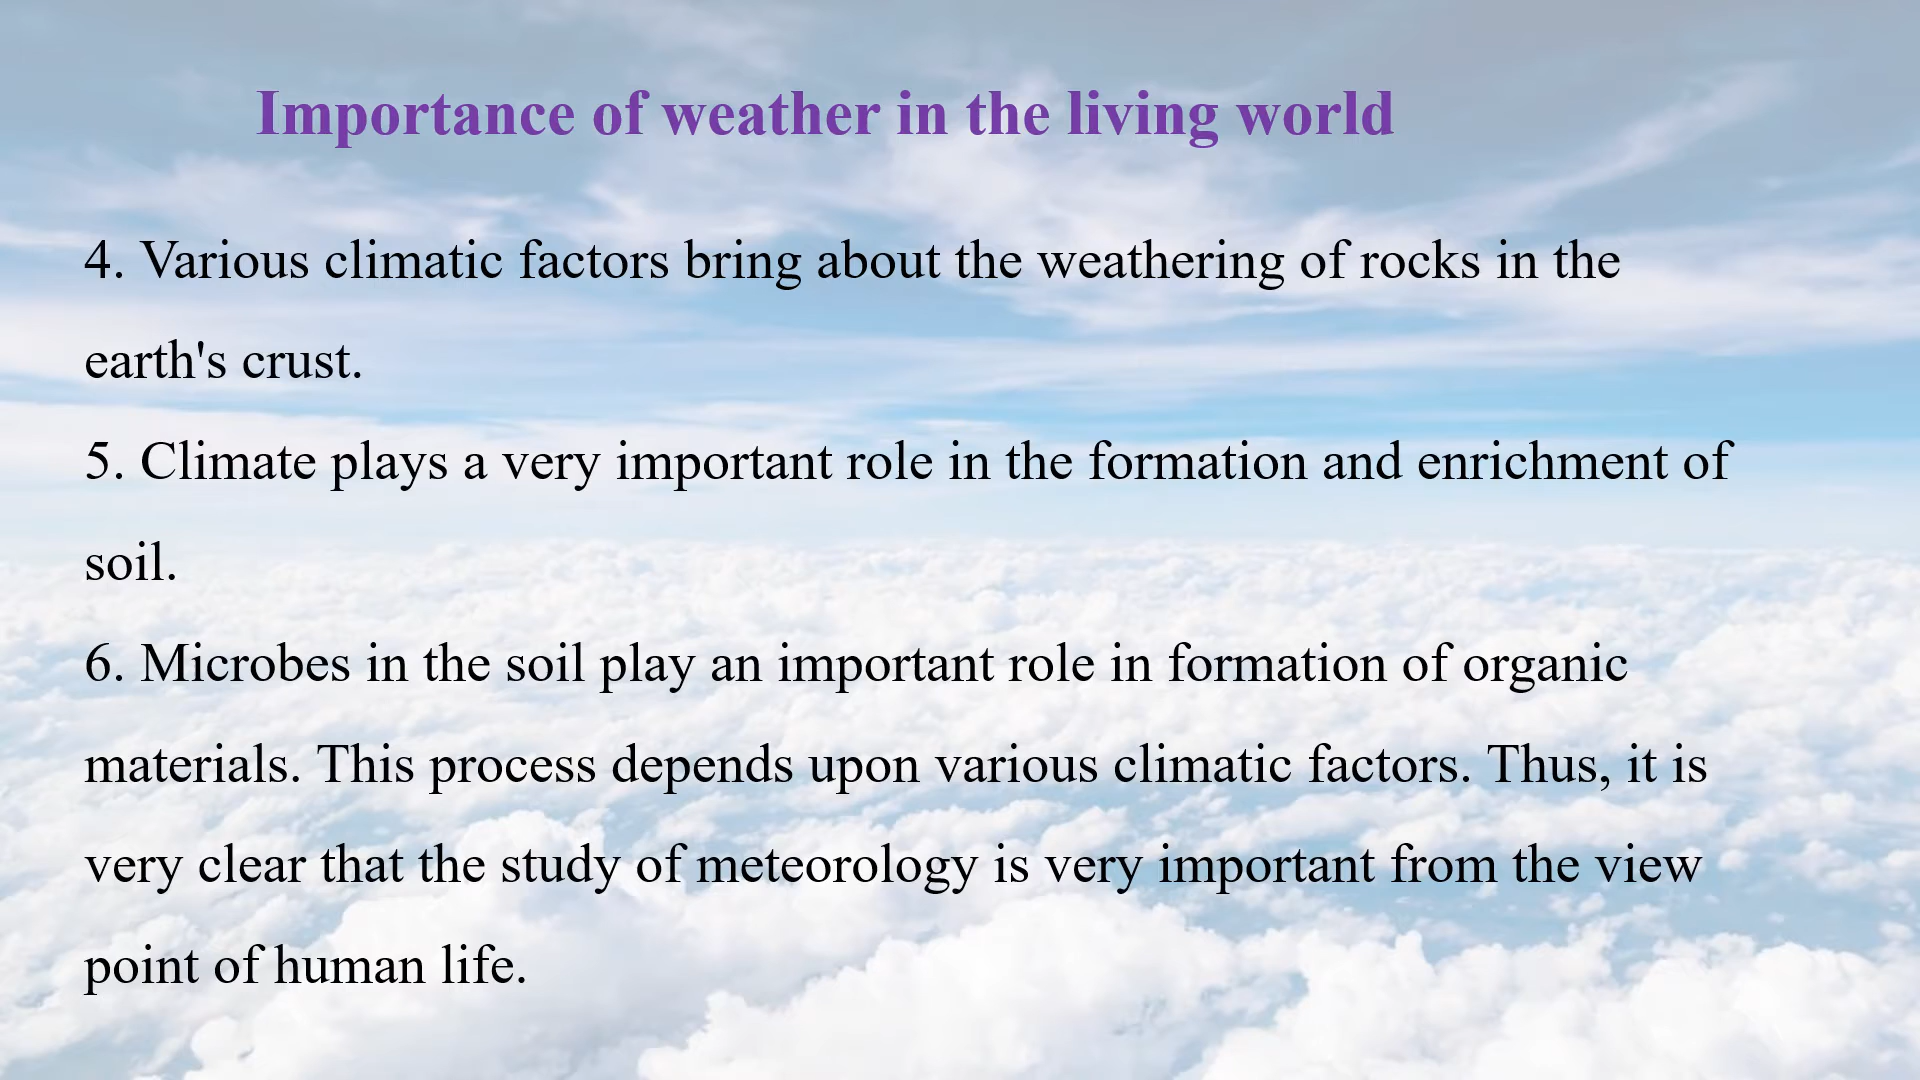 Importance of weather in the living world
4. Various climatic factors bring about the weathering of rocks in the
earth's crust.
5. Climate plays a very important role in the formation and enrichment of
soil.
6. Microbes in the soil play an important role in formation of organic
materials. This process depends upon various climatic factors. Thus, it is
very clear that the study of meteorology is very important from the view
point of human life.